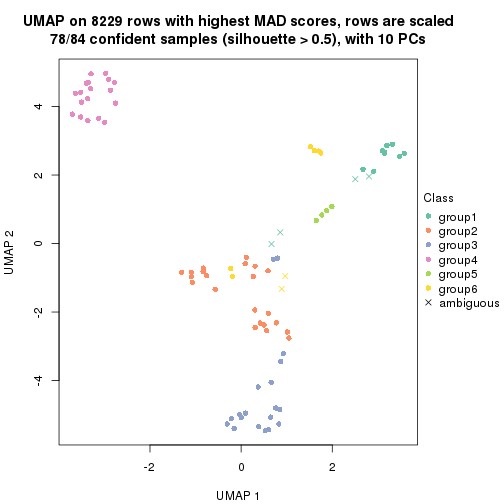 UMAP on 8229 rows with highest MAD scores, rows are scaled
78/84 confident samples (silhouette > 0.5), with 10 PCs
4
2
0
-2
-4
UMAP 2
-2
0
2
UMAP 1
Class
group1
group2
group3
group4
group5
group6
ambiguous